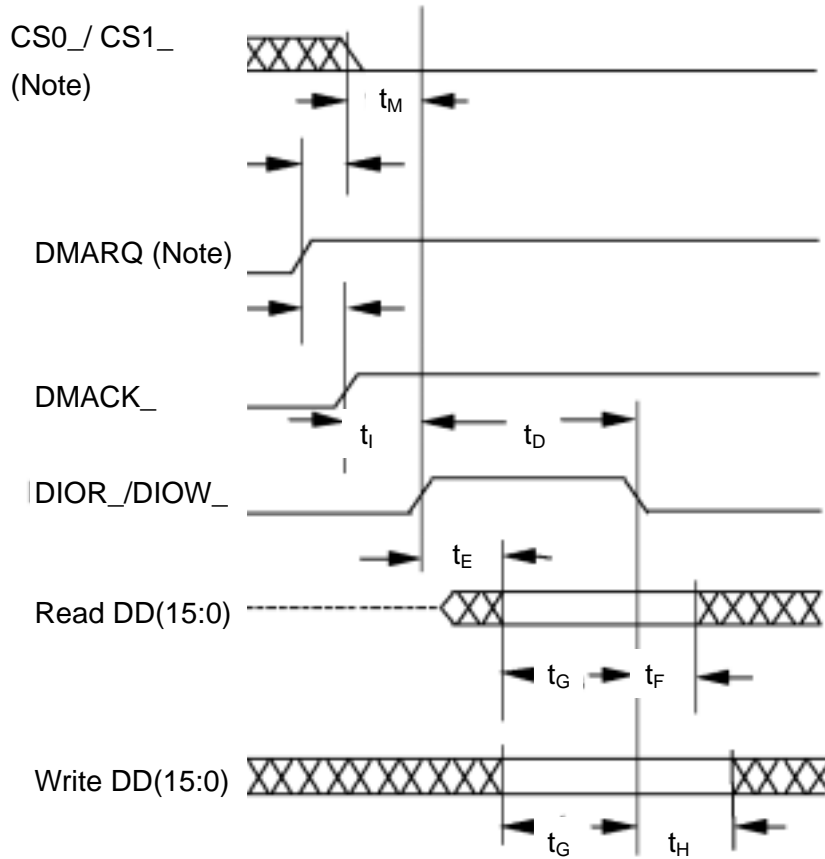 CS0_/ CS1_
(Note)
tM
DMARQ (Note)
DMACK_
tI
tD
DIOR_/DIOW_
tE
Read DD(15:0)
tG
tF
Write DD(15:0)
tG
tH